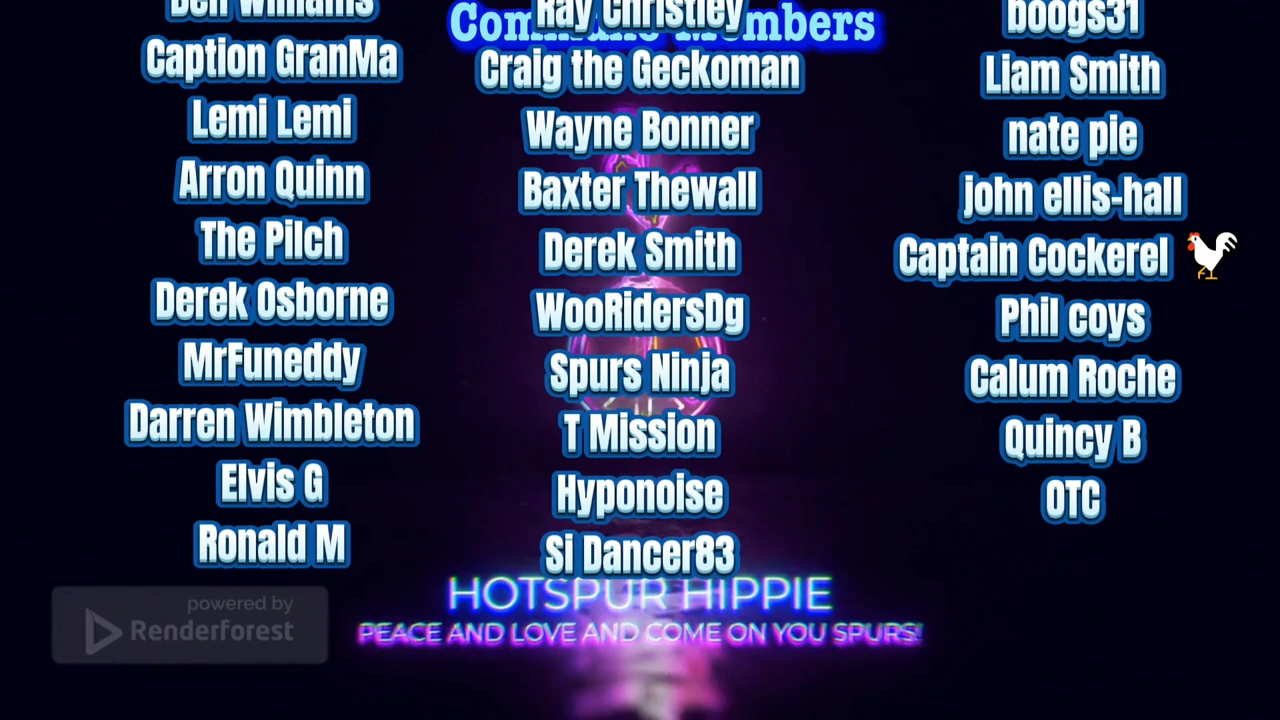 Ben Williams
Caption GranMa
Lemi Lemi
Arron Quinn
The Pilch
Derek Osborne
MrFuneddy
Darren Wimbleton
Elvis G
Ronald M
Members
Ray Christley
Craig the Geckoman
Wayne Bonner
Baxter Thewall
Derek Smith
WooRidersDg
Spurs Ninja
T Mission
Hyponoise
Si Dancer83
boogs31
Liam Smith
nate pie
john ellis-hall
Captain Cockerel 🐓
Phil coys
Calum Roche
Quincy B
OTC
HOTSPUR HIPPIE
PEACE AND LOVE AND COME ON YOU SPURS!
powered by
Renderforest